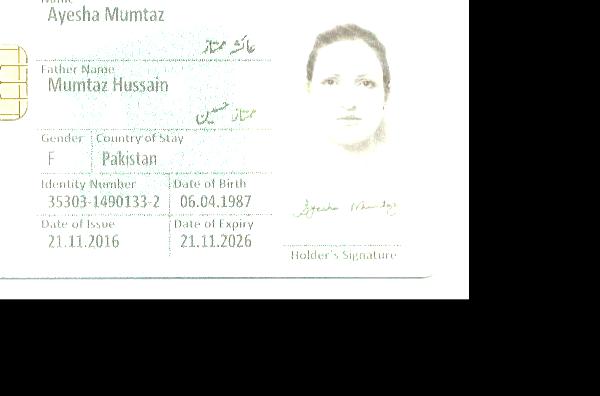 Name
Ayesha Mumtaz
عائشہ ممتاز
Father Name
Mumtaz Hussain
ممتاز حسین
Gender Country of Stay
F Pakistan
Identity Number Date of Birth
35303-1490133-2 06.04.1987
Date of Issue Date of Expiry
21.11.2016 21.11.2026
Ayesha Mumtaz
Holder's Signature